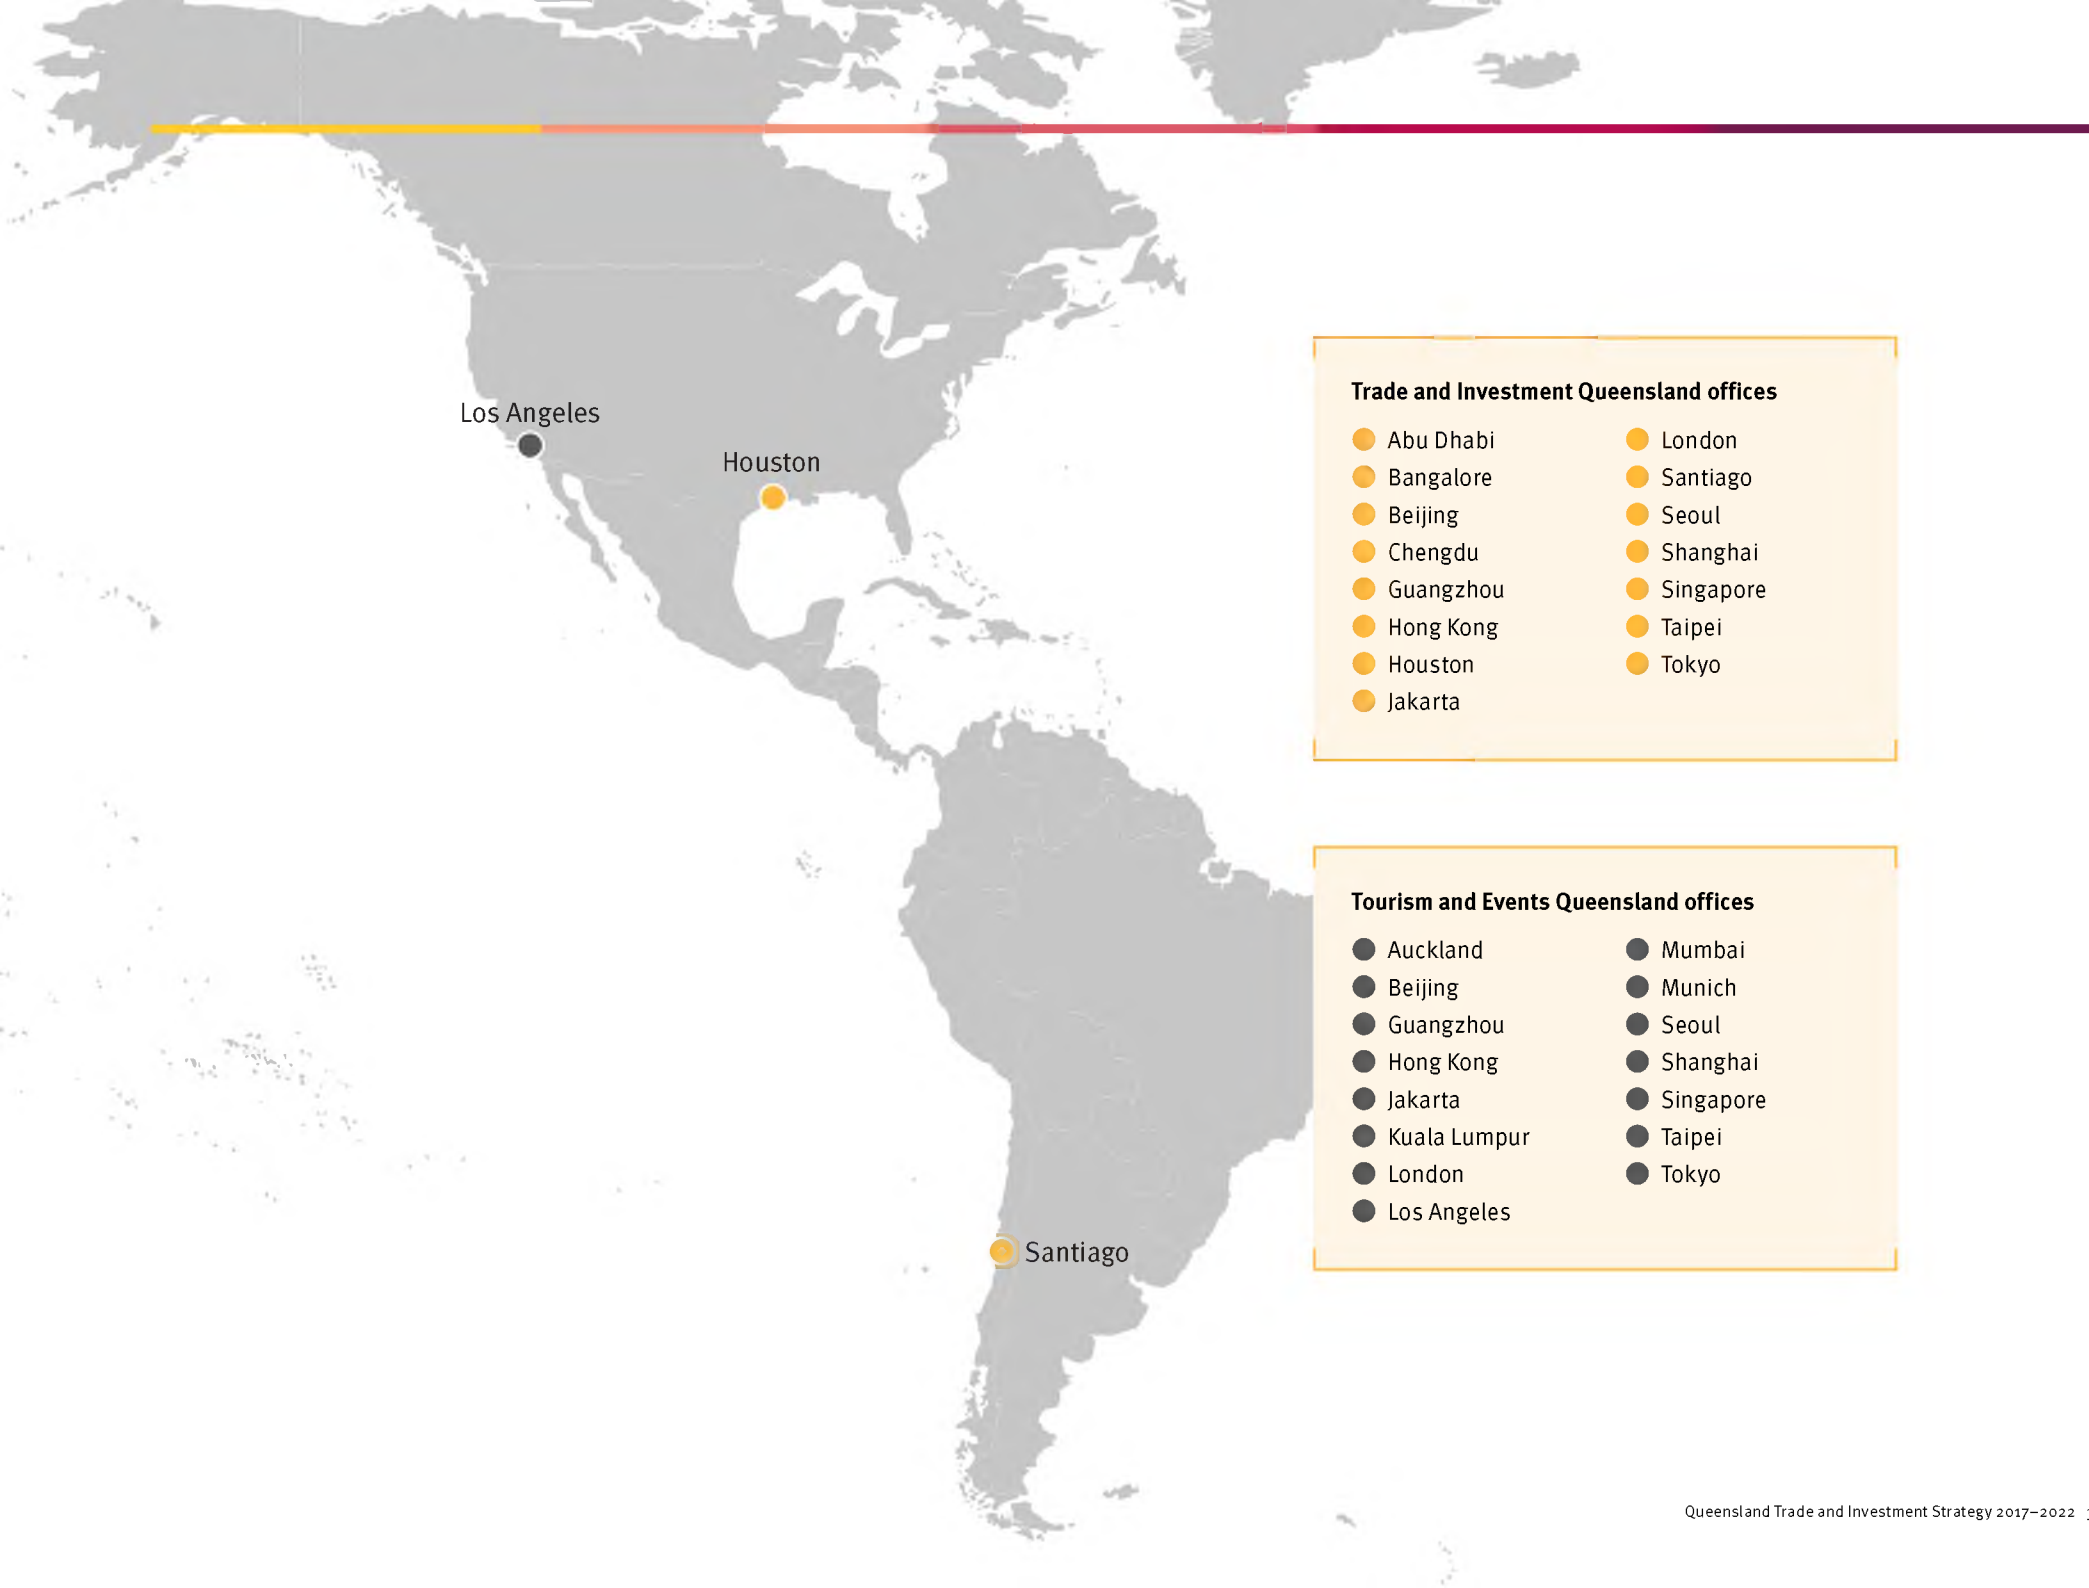 Los Angeles
Houston
Santiago
Trade and Investment Queensland offices
Abu Dhabi
Bangalore
Beijing
Chengdu
Guangzhou
Hong Kong
Houston
Jakarta
London
Santiago
Seoul
Shanghai
Singapore
Taipei
Tokyo
Tourism and Events Queensland offices
Auckland
Beijing
Guangzhou
Hong Kong
Jakarta
Kuala Lumpur
London
Los Angeles
Mumbai
Munich
Seoul
Shanghai
Singapore
Taipei
Tokyo
Queensland Trade and Investment Strategy 2017–2022